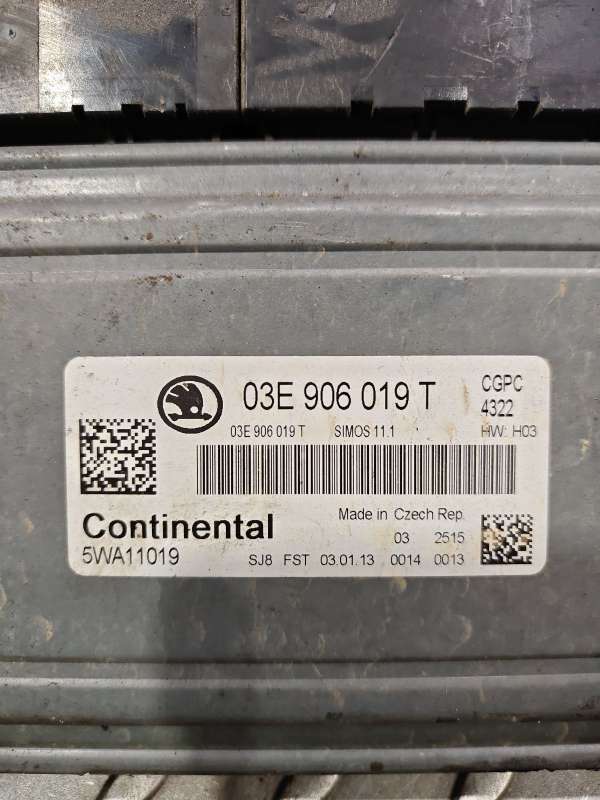 03E 906 019 T
CGPC
4322
03E 906 019 T SIMOS 11.1 HW: H03
Continental
Made in Czech Rep.
03 2515
5WA11019
SJ8 FST 03.01.13 0014 0013